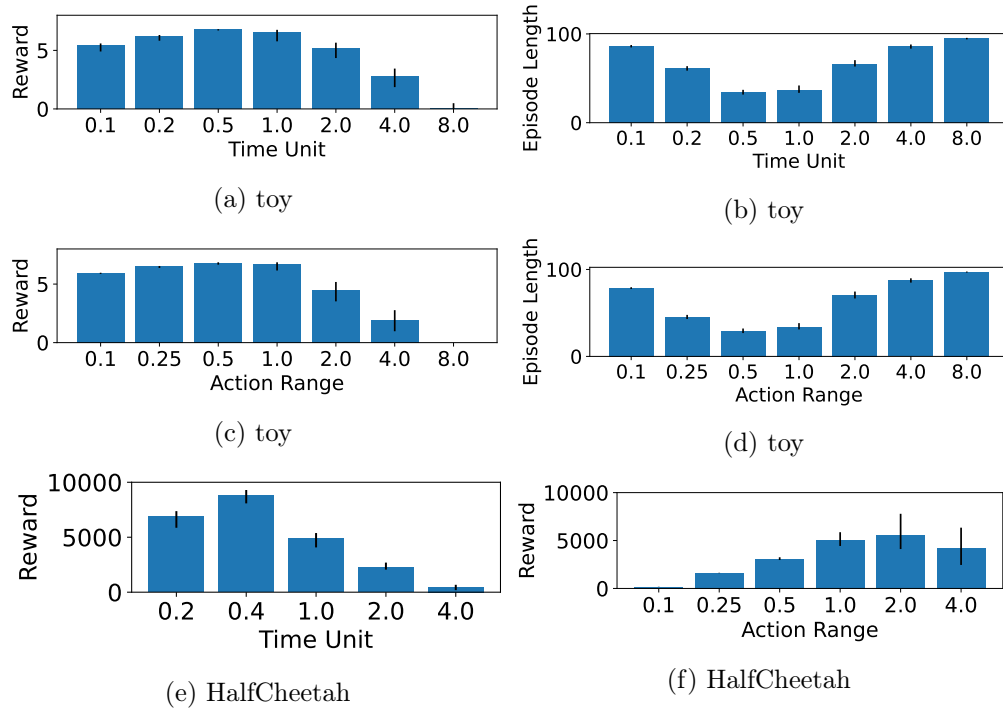 Reward
5
0
0.1 0.2 0.5 1.0 2.0 4.0 8.0
Time Unit
(a) toy
Episode Length
100
0
0.1 0.2 0.5 1.0 2.0 4.0 8.0
Time Unit
(b) toy
Reward
5
0
0.1 0.25 0.5 1.0 2.0 4.0 8.0
Action Range
(c) toy
Episode Length
100
0
0.1 0.25 0.5 1.0 2.0 4.0 8.0
Action Range
(d) toy
Reward
10000
5000
0
0.2 0.4 1.0 2.0 4.0
Time Unit
(e) HalfCheetah
Reward
10000
5000
0
0.1 0.25 0.5 1.0 2.0 4.0
Action Range
(f) HalfCheetah